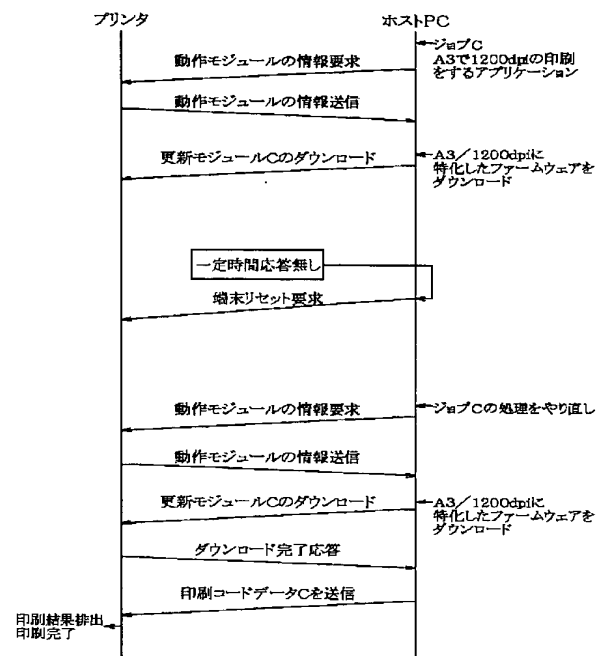 プリンタ
ホストPC
ジョブC
A3で1200dpiの印刷
をするアプリケーション
動作モジュールの情報要求
動作モジュールの情報送信
更新モジュールCのダウンロード
A3／1200dpiに
特化したファームウェアを
ダウンロード
一定時間応答無し
端末リセット要求
動作モジュールの情報要求
ジョブCの処理をやり直し
動作モジュールの情報送信
更新モジュールCのダウンロード
A3／1200dpiに
特化したファームウェアを
ダウンロード
ダウンロード完了応答
印刷コードデータCを送信
印刷結果排出
印刷完了